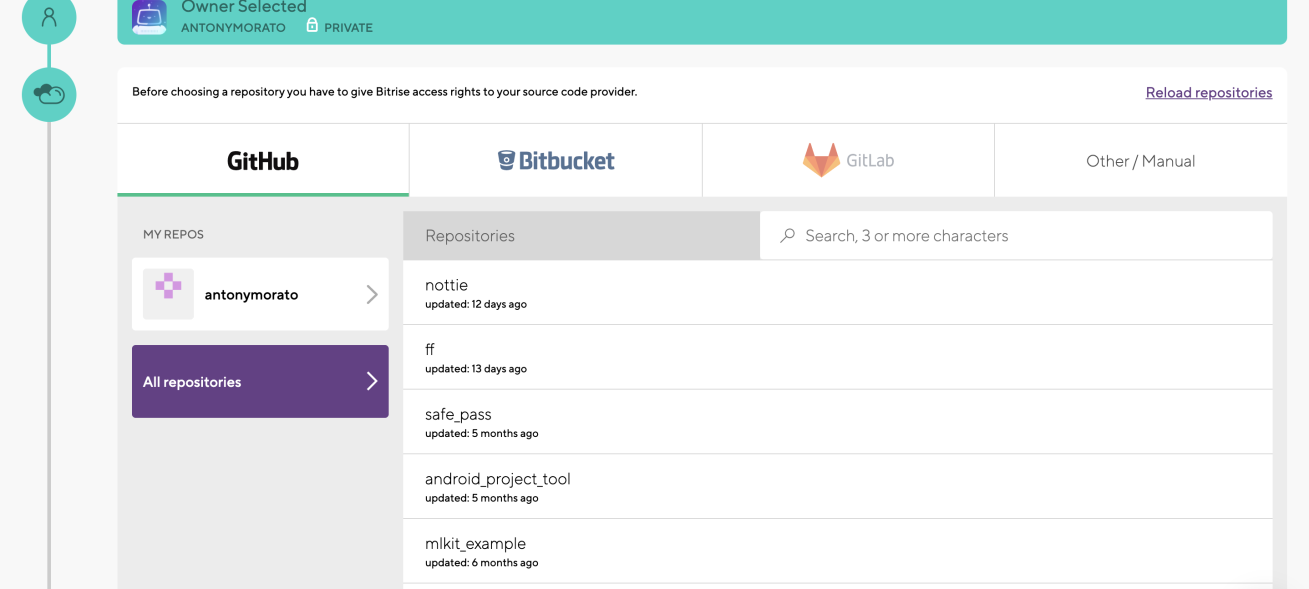 Owner Selected
ANTONYMORATO PRIVATE
Before choosing a repository you have to give Bitrise access rights to your source code provider.
Reload repositories
GitHub
Bitbucket
GitLab
Other / Manual
MY REPOS
antonymorato
All repositories
Repositories
Search, 3 or more characters
nottie
updated: 12 days ago
ff
updated: 13 days ago
safe_pass
updated: 5 months ago
android_project_tool
updated: 5 months ago
mlkit_example
updated: 6 months ago